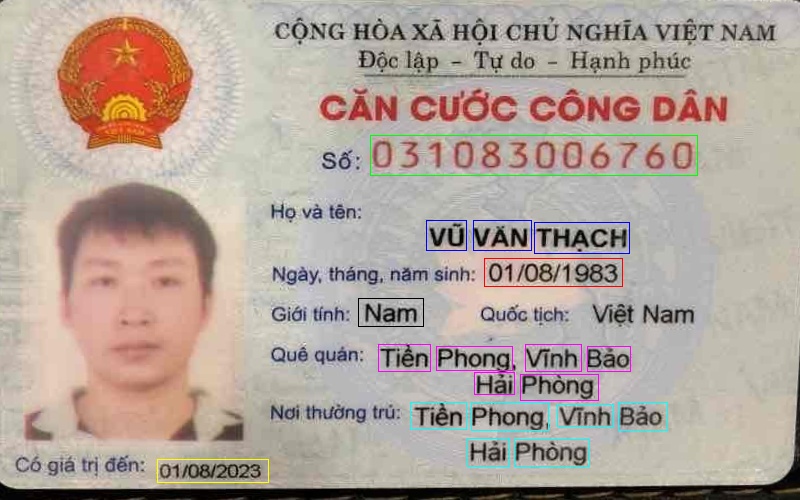 CỘNG HÒA XÃ HỘI CHỦ NGHĨA VIỆT NAM
Độc lập - Tự do - Hạnh phúc
CĂN CƯỚC CÔNG DÂN
Số: 031083006760
Họ và tên:
VŨ VĂN THẠCH
Ngày, tháng, năm sinh: 01/08/1983
Giới tính: Nam Quốc tịch: Việt Nam
Quê quán: Tiền Phong, Vĩnh Bảo
Hải Phòng
Nơi thường trú: Tiền Phong, Vĩnh Bảo
Hải Phòng
Có giá trị đến: 01/08/2023